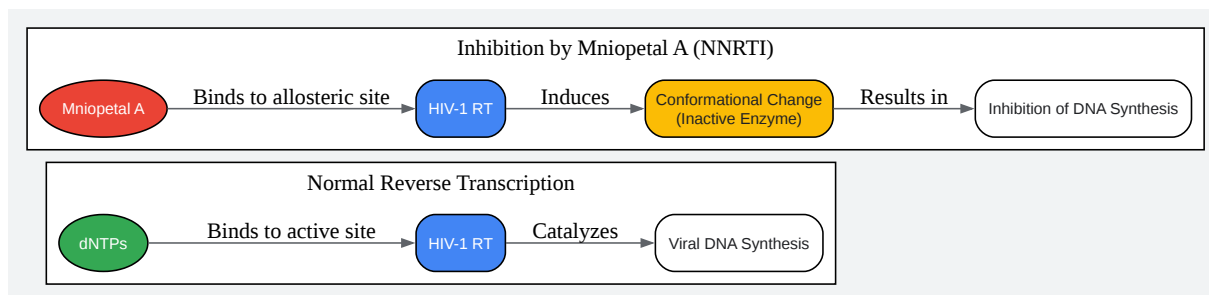 Inhibition by Mniopetal A (NNRTI)
Mniopetal A
Binds to allosteric site
HIV-1 RT
Induces
Conformational Change
(Inactive Enzyme)
Results in
Inhibition of DNA Synthesis
Normal Reverse Transcription
dNTPs
Binds to active site
HIV-1 RT
Catalyzes
Viral DNA Synthesis